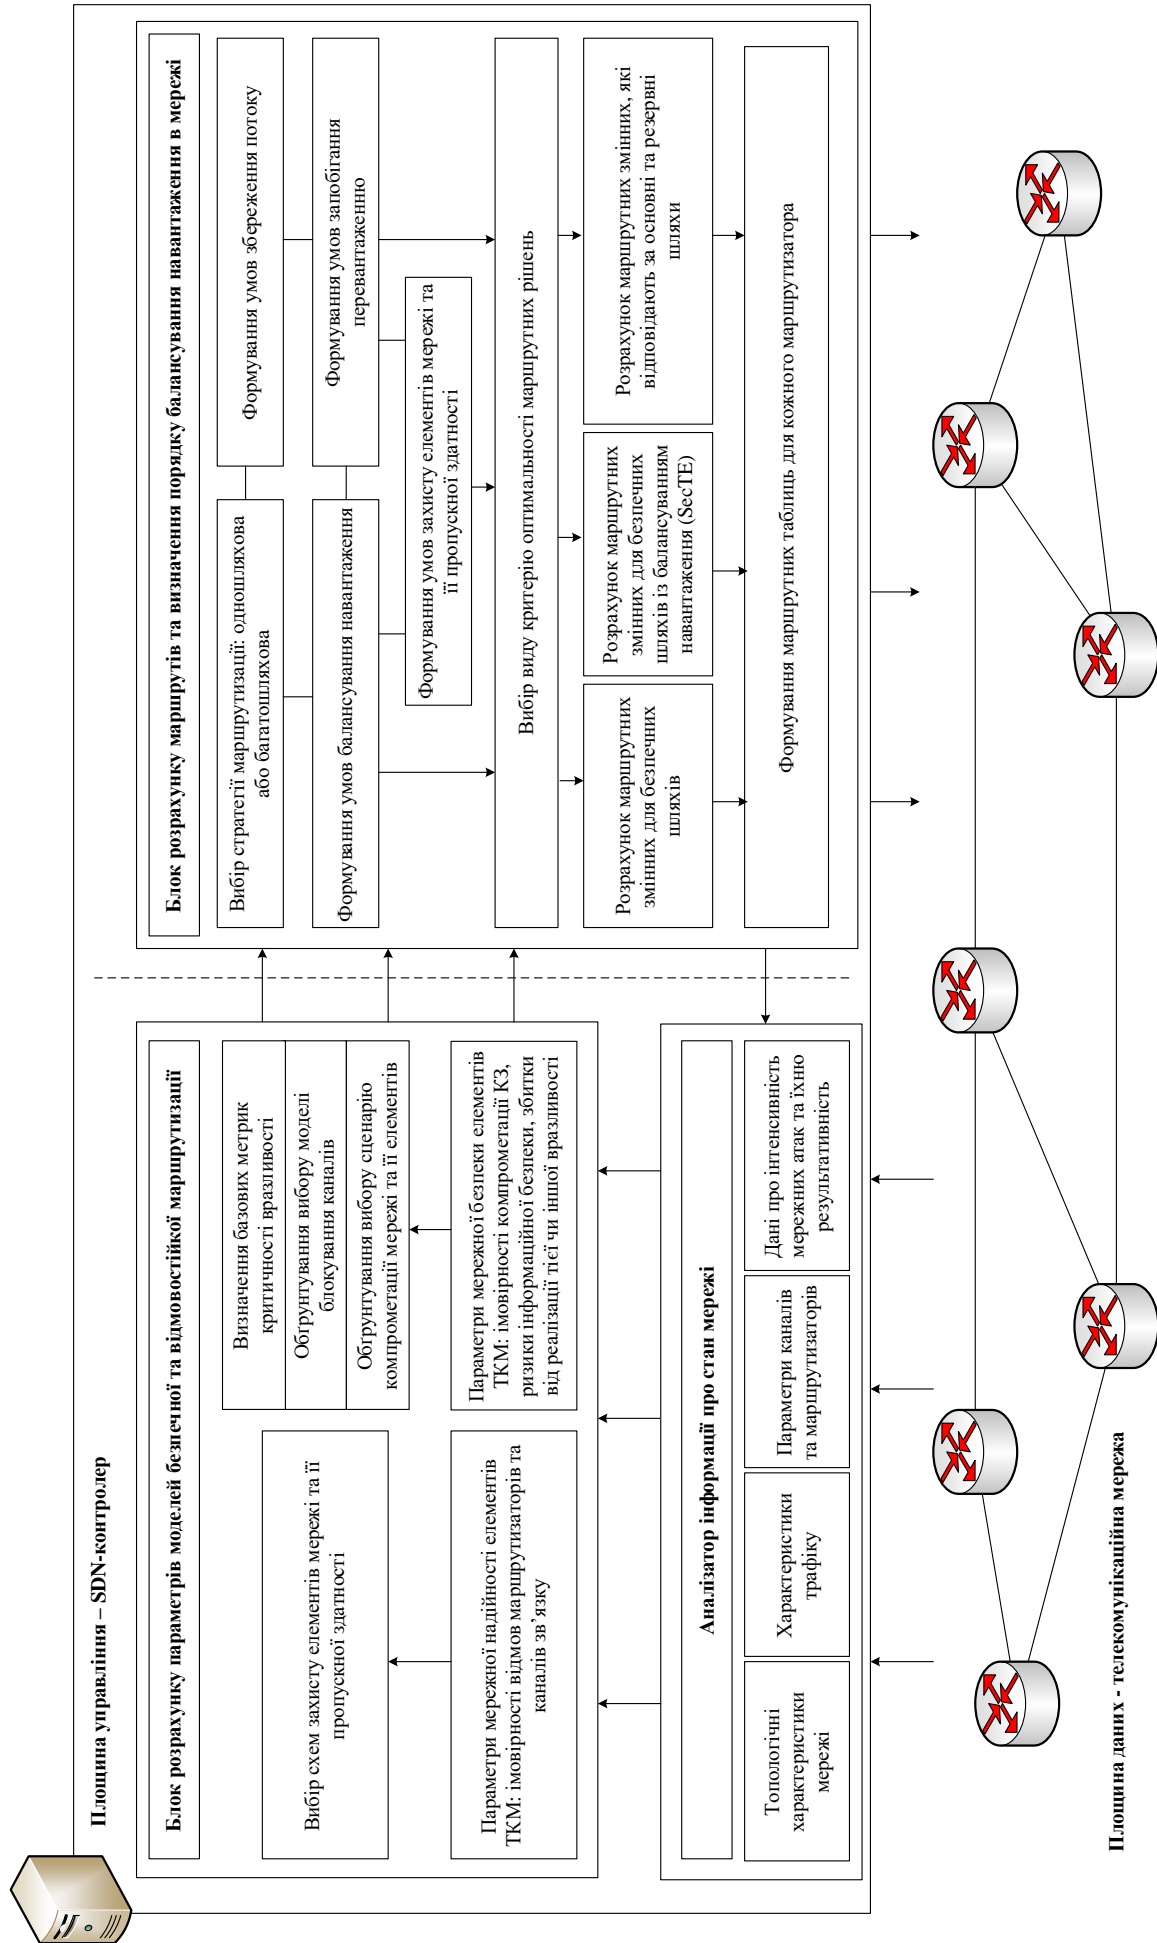 Площина управління – SDN-контролер
Блок розрахунку параметрів моделей безпечної та відмовостійкої маршрутизації
Вибір схем захисту елементів мережі та її
пропускної здатності
Визначення базових метрик
критичності вразливості
Обґрунтування вибору моделі
блокування каналів
Обґрунтування вибору сценарію
компрометації мережі та її елементів
Параметри мережної надійності елементів
ТКМ: імовірності відмов маршрутизаторів та
каналів зв’язку
Параметри мережної безпеки елементів
ТКМ: імовірності компрометації КЗ,
ризики інформаційної безпеки, збитки
від реалізації тієї чи іншої вразливості
Аналізатор інформації про стан мережі
Топологічні
характеристики
мережі
Характеристики
трафіку
Параметри каналів
та маршрутизаторів
Дані про інтенсивність
мережних атак та їхню
результативність
Блок розрахунку маршрутів та визначення порядку балансування навантаження в мережі
Вибір стратегії маршрутизації: одношляхова
або багатошляхова
Формування умов збереження потоку
Формування умов балансування навантаження
Формування умов запобігання
перевантаженню
Формування умов захисту елементів мережі та
її пропускної здатності
Вибір виду критерію оптимальності маршрутних рішень
Розрахунок маршрутних
змінних для безпечних
шляхів
Розрахунок маршрутних
змінних для безпечних
шляхів із балансуванням
навантаження (SecTE)
Розрахунок маршрутних змінних, які
відповідають за основні та резервні
шляхи
Формування маршрутних таблиць для кожного маршрутизатора
Площина даних - телекомунікаційна мережа